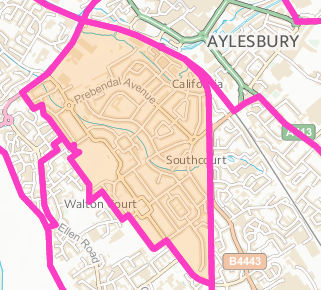 AYLESBURY
California
Prebendal Avenue
A413
Southcourt
Walton Court
Ellen Road
B4443